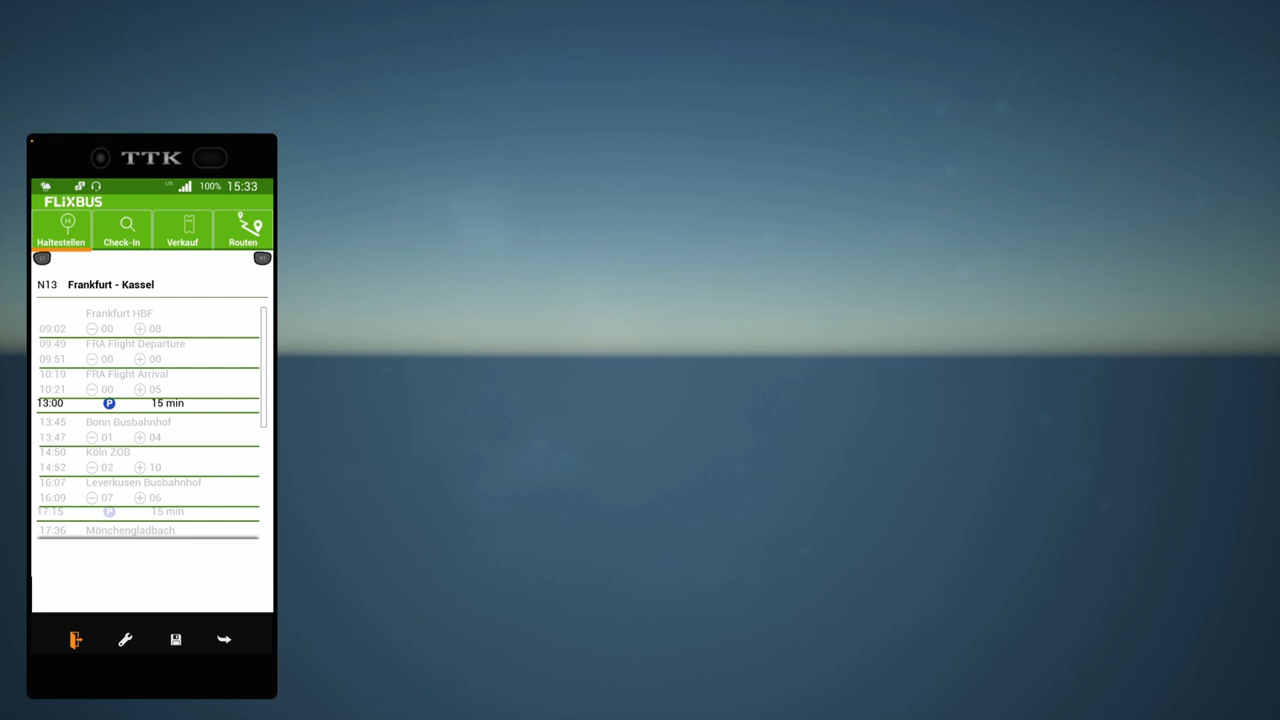 TTK
LTE 100% 15:33
FLiXBUS
H
Haltestellen Check-In Verkauf Routen
N13 Frankfurt - Kassel
Frankfurt HBF
09:02 00 08
09:49 FRA Flight Departure
09:51 00 00
10:19 FRA Flight Arrival
10:21 00 05
13:00 P 15 min
13:45 Bonn Busbahnhof
13:47 01 04
14:50 Köln ZOB
14:52 02 10
16:07 Leverkusen Busbahnhof
16:09 07 06
17:15 P 15 min
17:36 Mönchengladbach